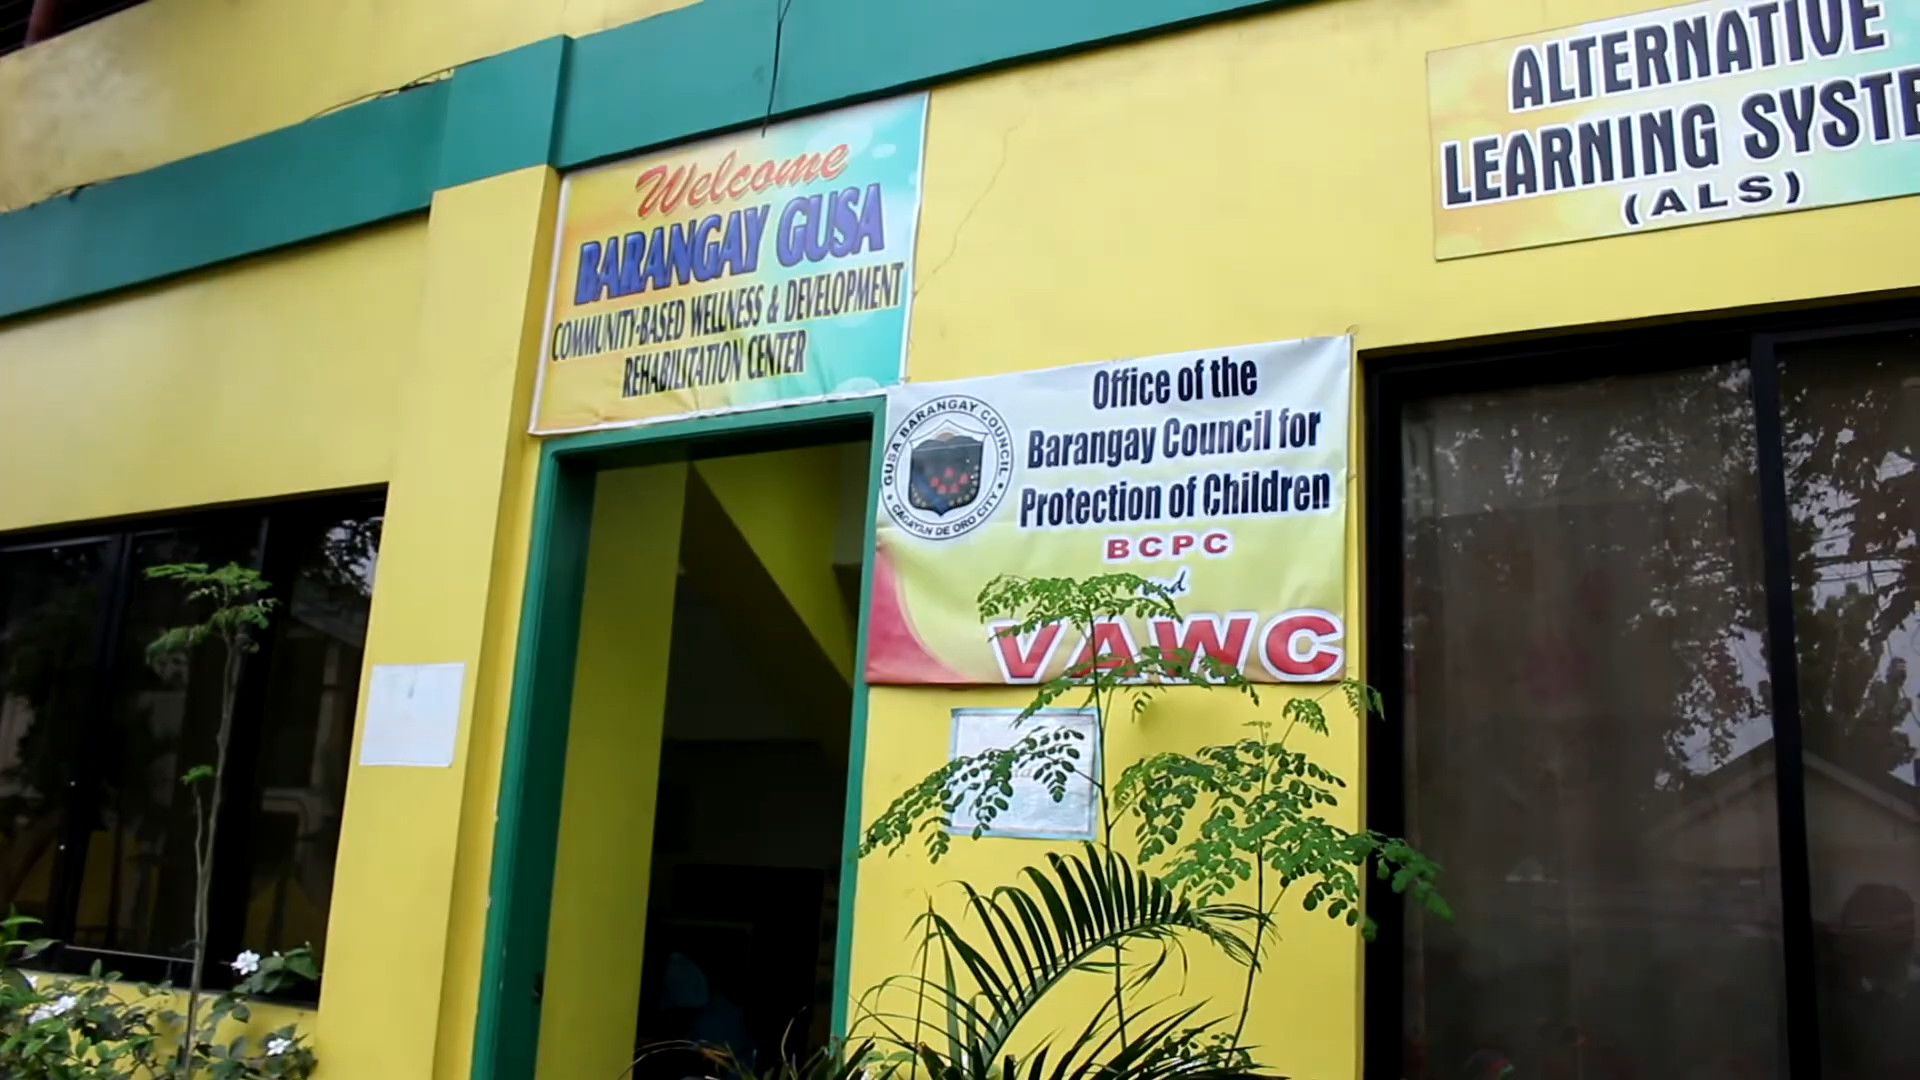 Welcome
BARANGAY GUSA
COMMUNITY-BASED WELLNESS & DEVELOPMENT
REHABILITATION CENTER
Office of the
Barangay Council for
Protection of Children
BCPC
and
VAWC
GUSA BARANGAY COUNCIL
CAGAYAN DE ORO CITY
ALTERNATIVE
LEARNING SYSTE
(ALS)